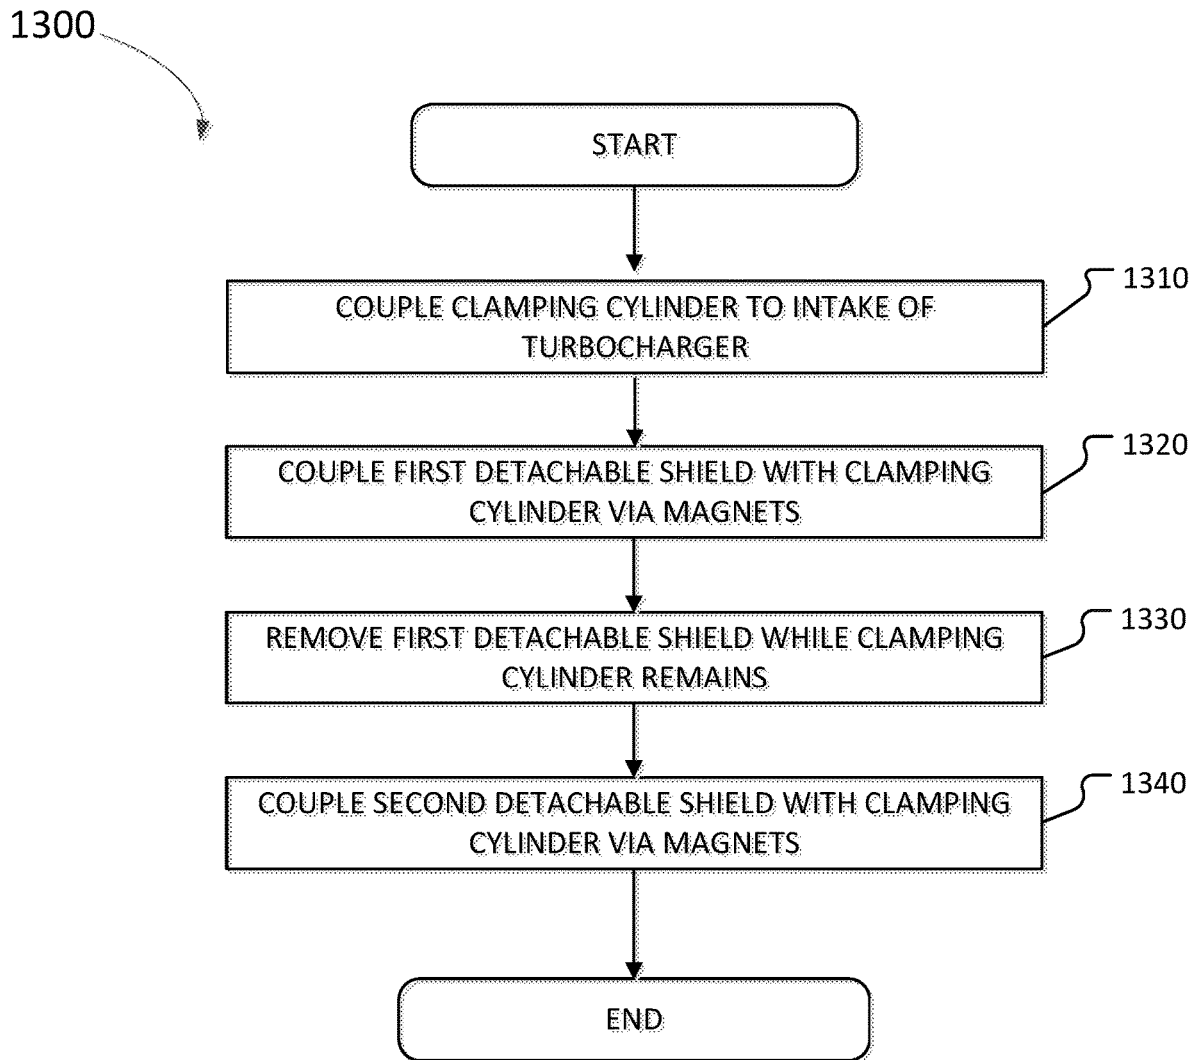 1300
START
COUPLE CLAMPING CYLINDER TO INTAKE OF
TURBOCHARGER
1310
COUPLE FIRST DETACHABLE SHIELD WITH CLAMPING
CYLINDER VIA MAGNETS
1320
REMOVE FIRST DETACHABLE SHIELD WHILE CLAMPING
CYLINDER REMAINS
1330
COUPLE SECOND DETACHABLE SHIELD WITH CLAMPING
CYLINDER VIA MAGNETS
1340
END